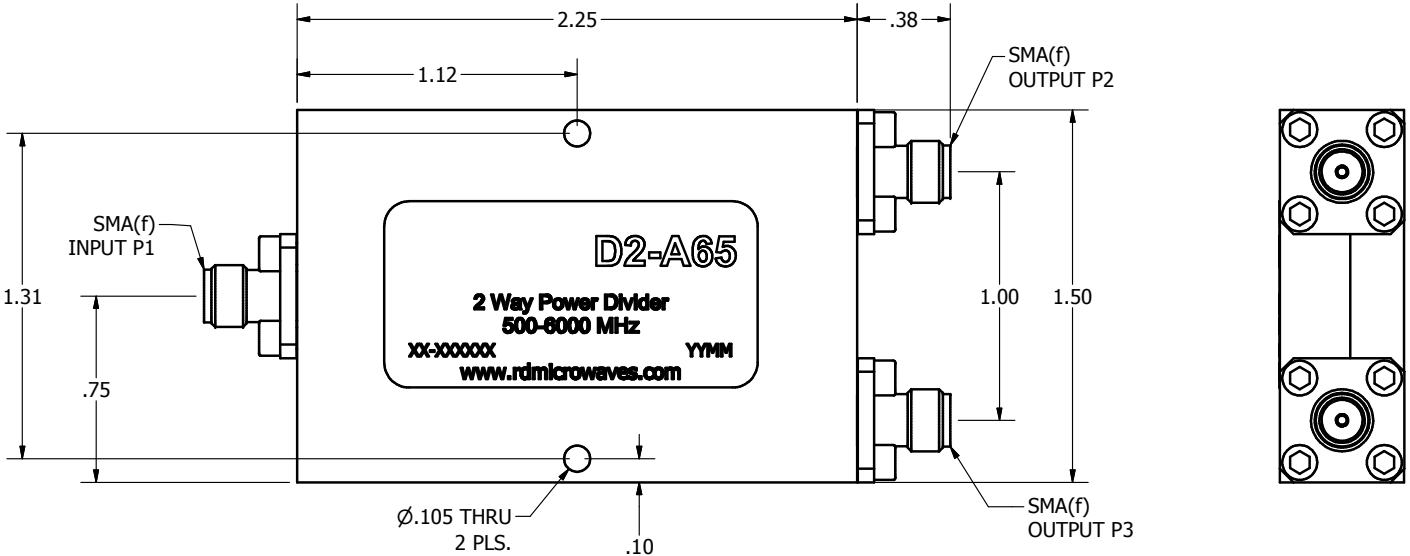 2.25
.38
1.12
SMA(f)
OUTPUT P2
SMA(f)
INPUT P1
D2-A65
2 Way Power Divider
500-6000 MHz
XX-XXXXXX YYMM
www.rdmicrowaves.com
1.31
.75
1.00
1.50
Ø.105 THRU
2 PLS.
.10
SMA(f)
OUTPUT P3